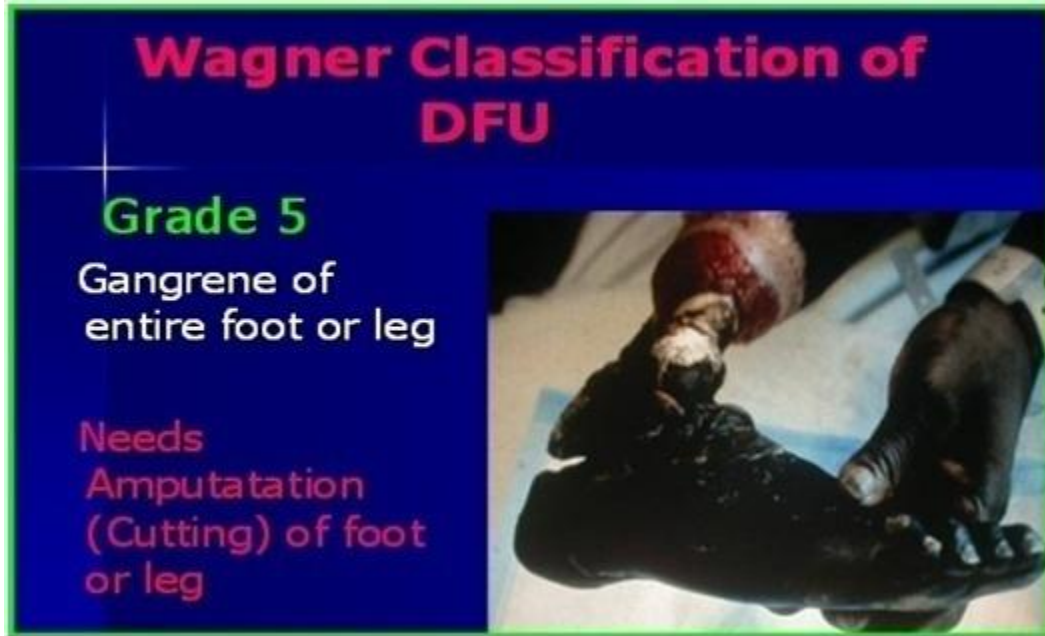 Wagner Classification of
DFU
Grade 5
Gangrene of
entire foot or leg
Needs
Amputatation
(Cutting) of foot
or leg